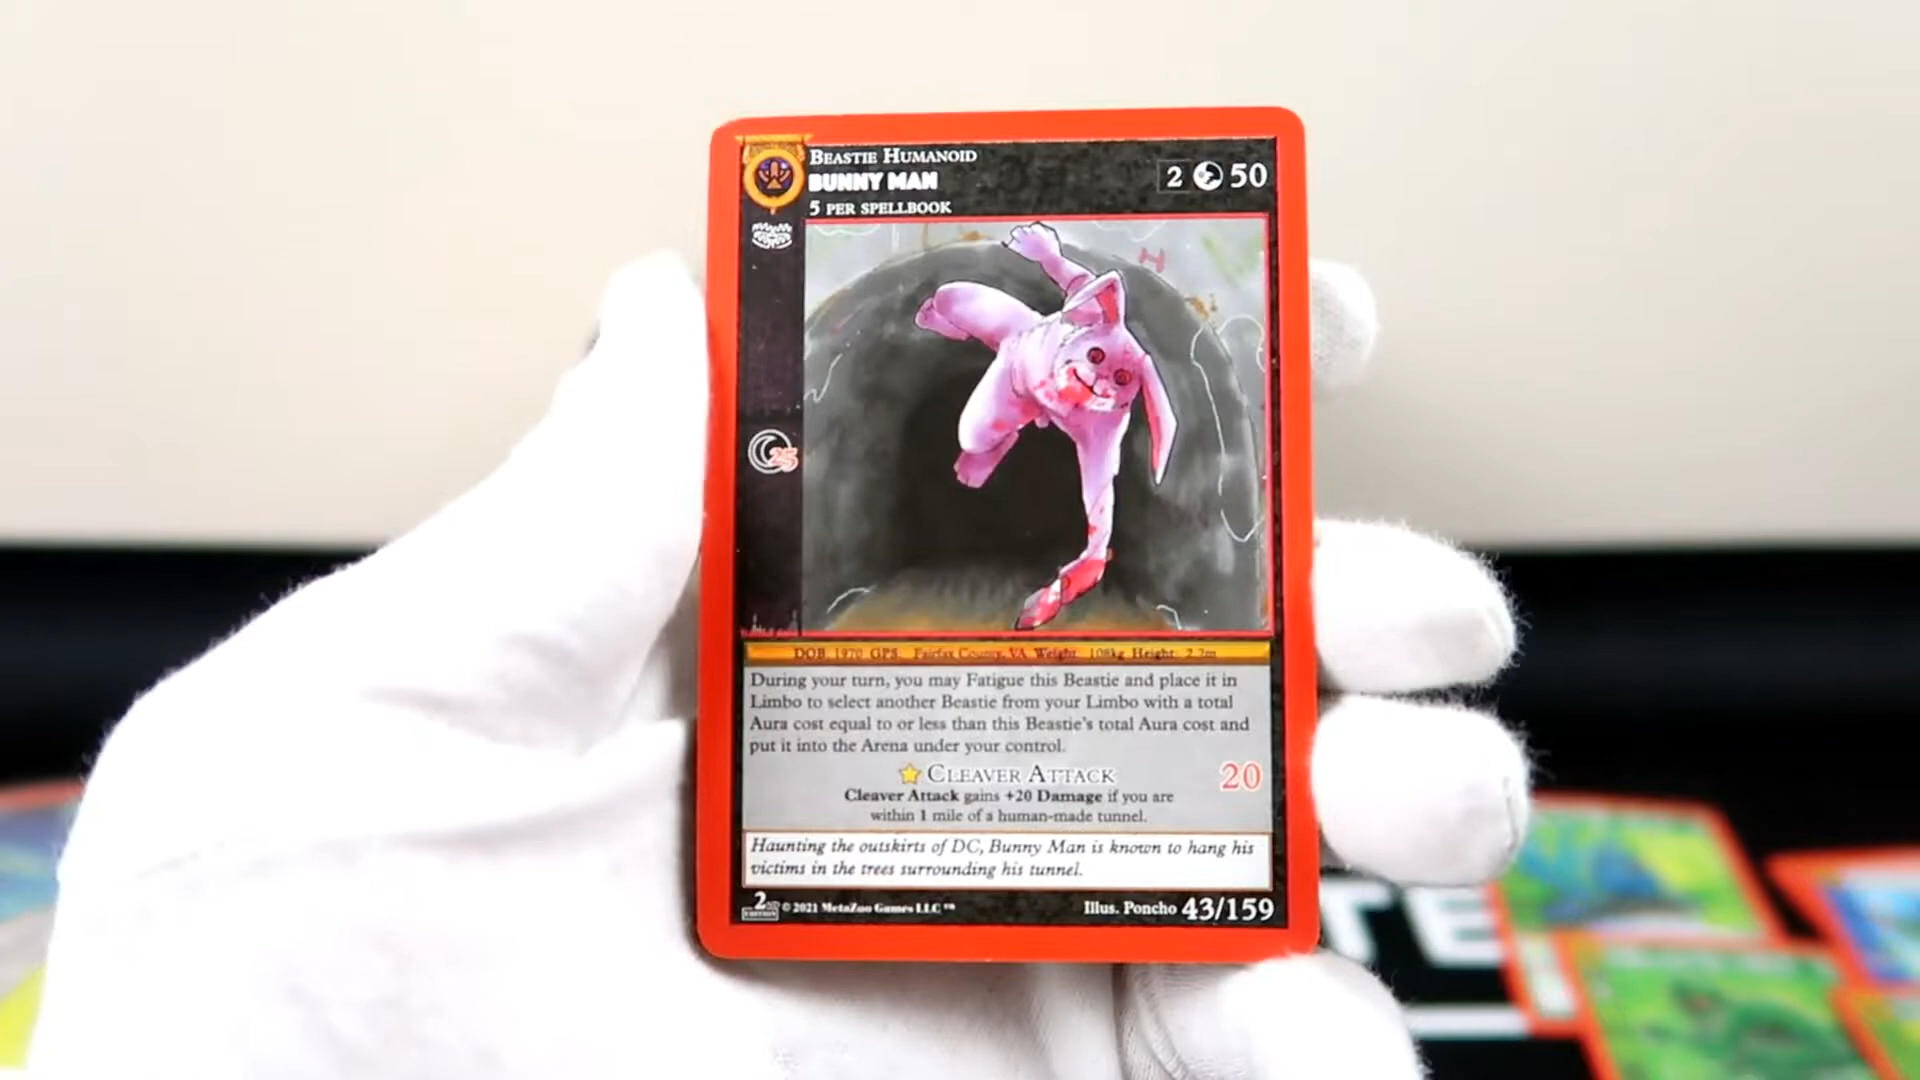 BEASTIE HUMANOID
BUNNY MAN
2 50
5 PER SPELLBOOK
H
25
DOB. 1970 GPS. Fairfax County, VA Weight: 108kg Height: 2.2m
During your turn, you may Fatigue this Beastie and place it in
Limbo to select another Beastie from your Limbo with a total
Aura cost equal to or less than this Beastie's total Aura cost and
put it into the Arena under your control.
CLEAVER ATTACK 20
Cleaver Attack gains +20 Damage if you are
within 1 mile of a human-made tunnel.
Haunting the outskirts of DC, Bunny Man is known to hang his
victims in the trees surrounding his tunnel.
2ND EDITION © 2021 MetaZoo Games LLC ™ Illus. Poncho 43/159
TE